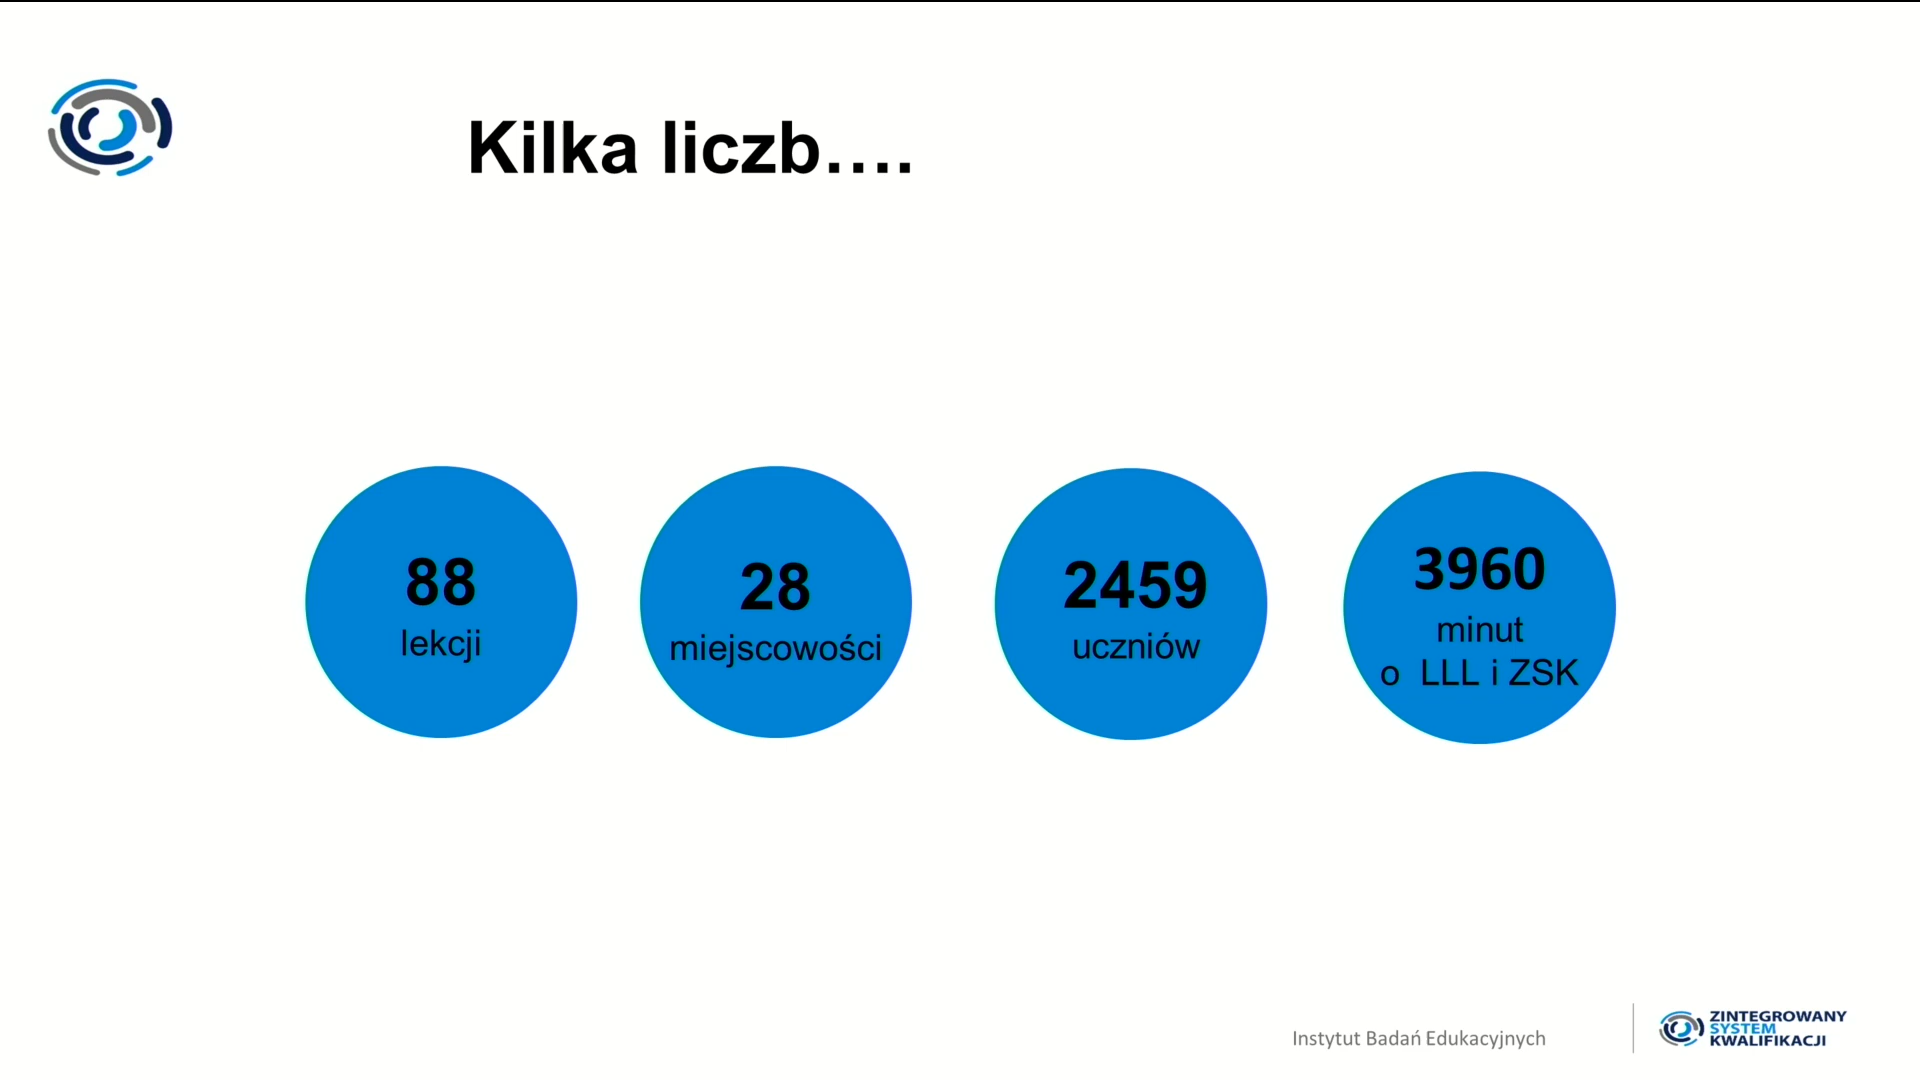 Kilka liczb....
88
lekcji
28
miejscowości
2459
uczniów
3960
minut
o LLL i ZSK
Instytut Badań Edukacyjnych
ZINTEGROWANY
SYSTEM
KWALIFIKACJI